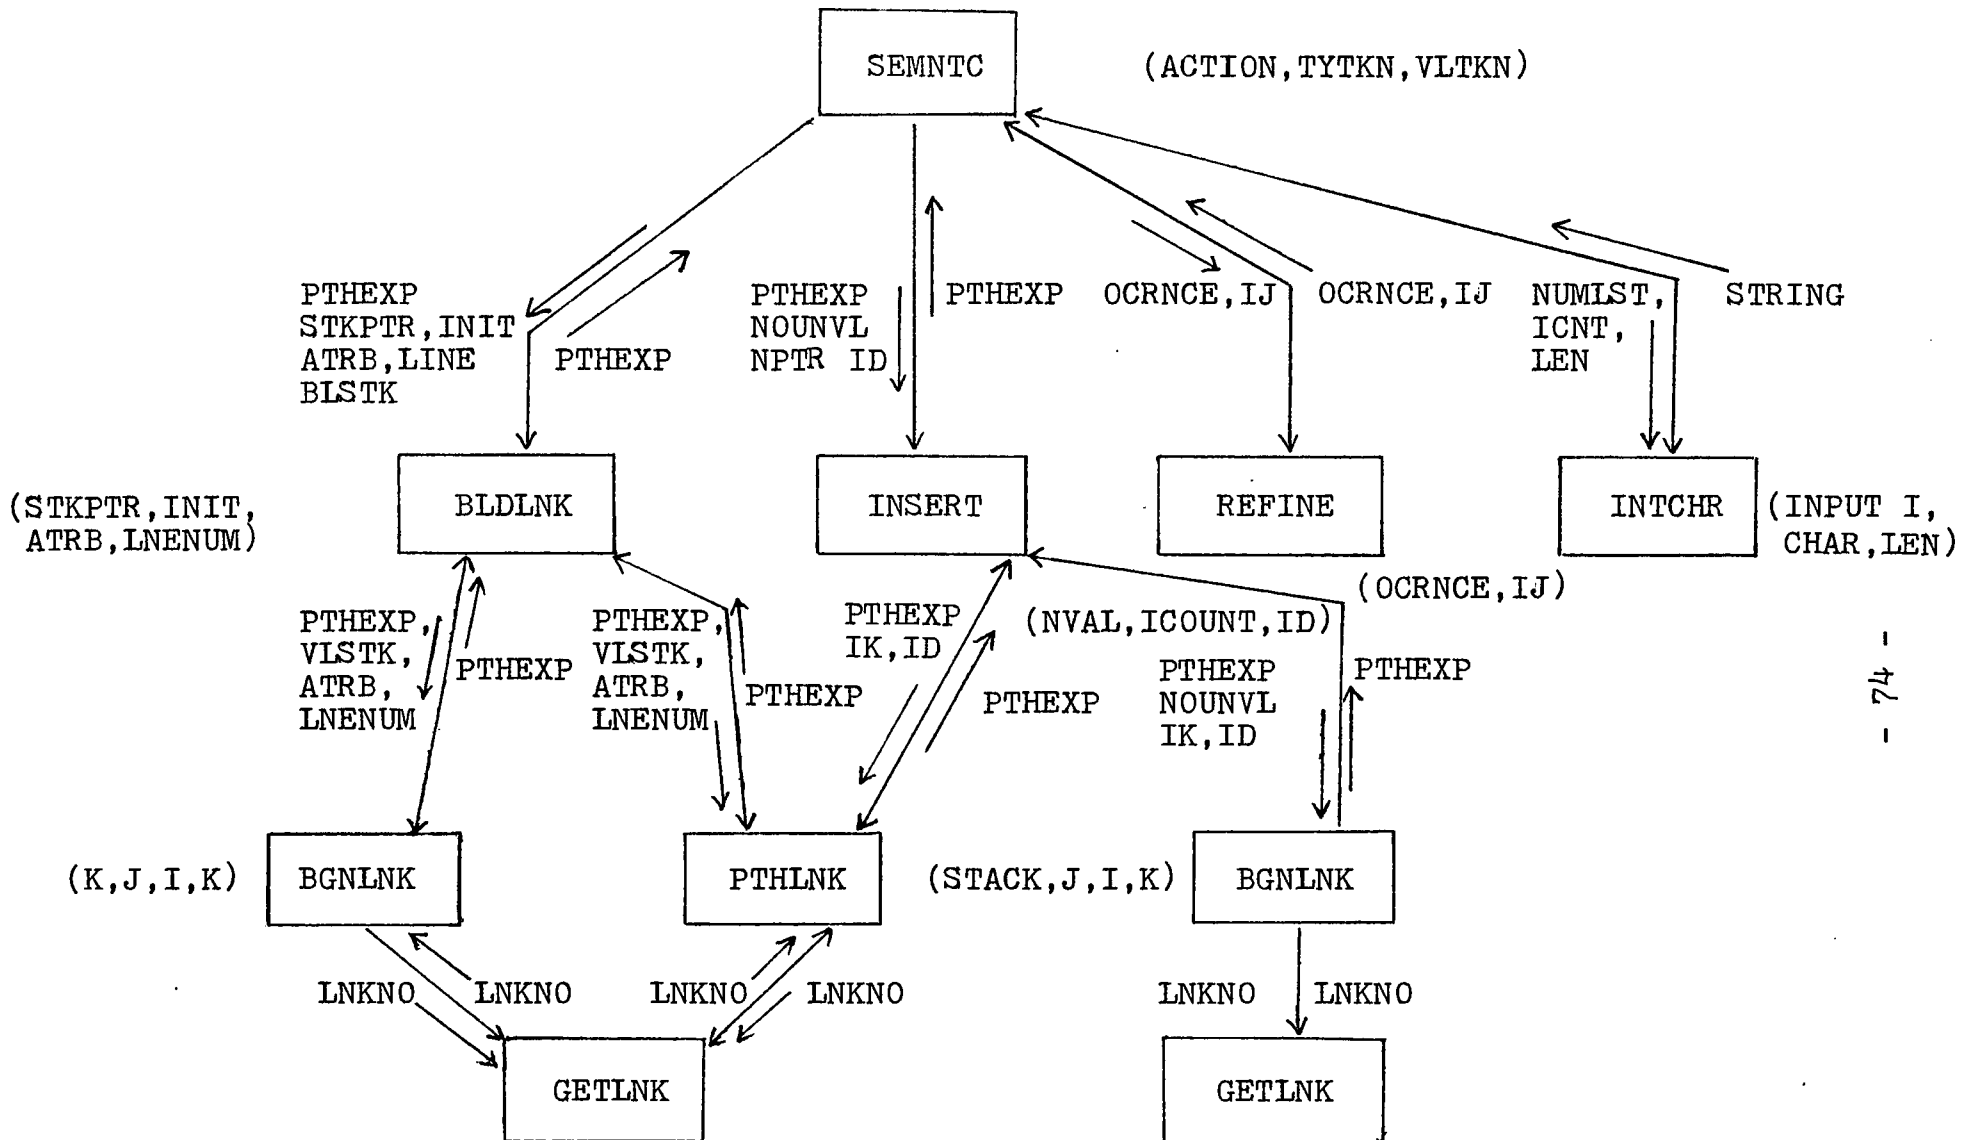 SEMNTC
(ACTION,TYTKN,VLTKN)
PTHEXP
STKPTR,INIT
ATRB,LINE
BLSTK
PTHEXP
PTHEXP
NOUNVL
NPTR ID
PTHEXP
OCRNCE,IJ
OCRNCE,IJ
NUMLST,
ICNT,
LEN
STRING
(STKPTR,INIT,
ATRB,LNENUM)
BLDLNK
INSERT
REFINE
INTCHR
(INPUT I,
CHAR,LEN)
(OCRNCE,IJ)
PTHEXP,
VLSTK,
ATRB,
LNENUM
PTHEXP
PTHEXP,
VLSTK,
ATRB,
LNENUM
PTHEXP
PTHEXP
IK,ID
PTHEXP
(NVAL,ICOUNT,ID)
PTHEXP
NOUNVL
IK,ID
PTHEXP
- 74 -
(K,J,I,K)
BGNLNK
PTHLNK
(STACK,J,I,K)
BGNLNK
LNKNO
LNKNO
LNKNO
LNKNO
LNKNO
LNKNO
GETLNK
GETLNK